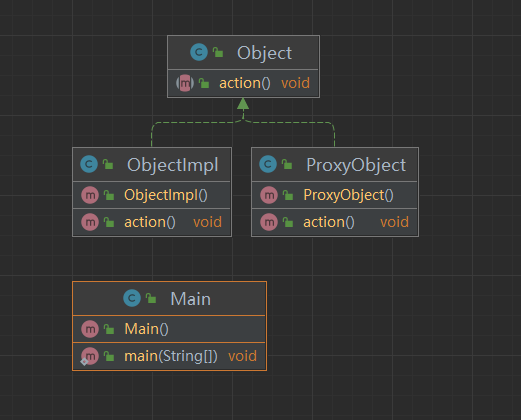 C Object
m action() void
C ObjectImpl
m ObjectImpl()
m action() void
C ProxyObject
m ProxyObject()
m action() void
C Main
m Main()
m main(String[]) void